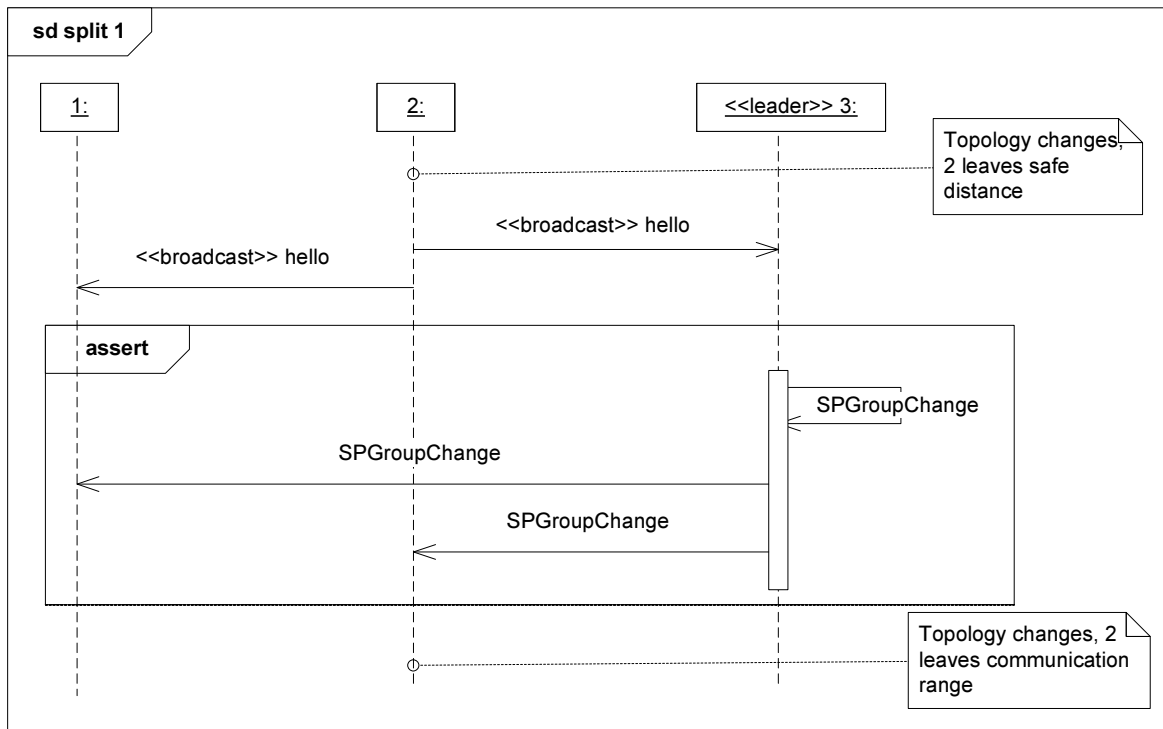 sd split 1
1:
2:
<<leader>> 3:
Topology changes,
2 leaves safe
distance
<<broadcast>> hello
<<broadcast>> hello
assert
SPGroupChange
SPGroupChange
SPGroupChange
Topology changes, 2
leaves communication
range